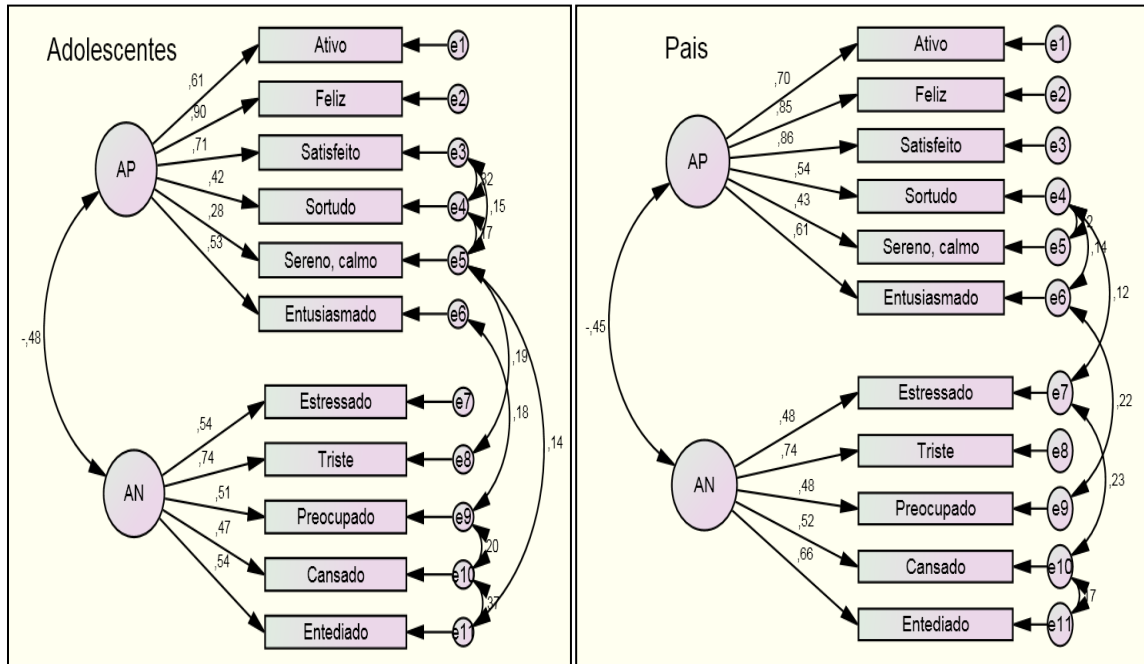 Adolescentes
Ativo
e1
,61
Feliz
e2
,90
Satisfeito
e3
,71
AP
Sortudo
e4
,42
,15
Sereno, calmo
e5
,28
Entusiasmado
e6
,53
-,48
,19
,18
,14
Estressado
e7
,54
Triste
e8
,74
AN
Preocupado
e9
,51
,20
Cansado
e10
,47
,37
Entediado
,54
Pais
Ativo
e1
,70
Feliz
e2
,85
Satisfeito
e3
,86
AP
Sortudo
e4
,54
Sereno, calmo
e5
,43
,14
Entusiasmado
e6
,61
,12
-,45
,22
Estressado
e7
,48
Triste
e8
,74
,23
AN
Preocupado
e9
,48
Cansado
e10
,52
Entediado
e11
,66